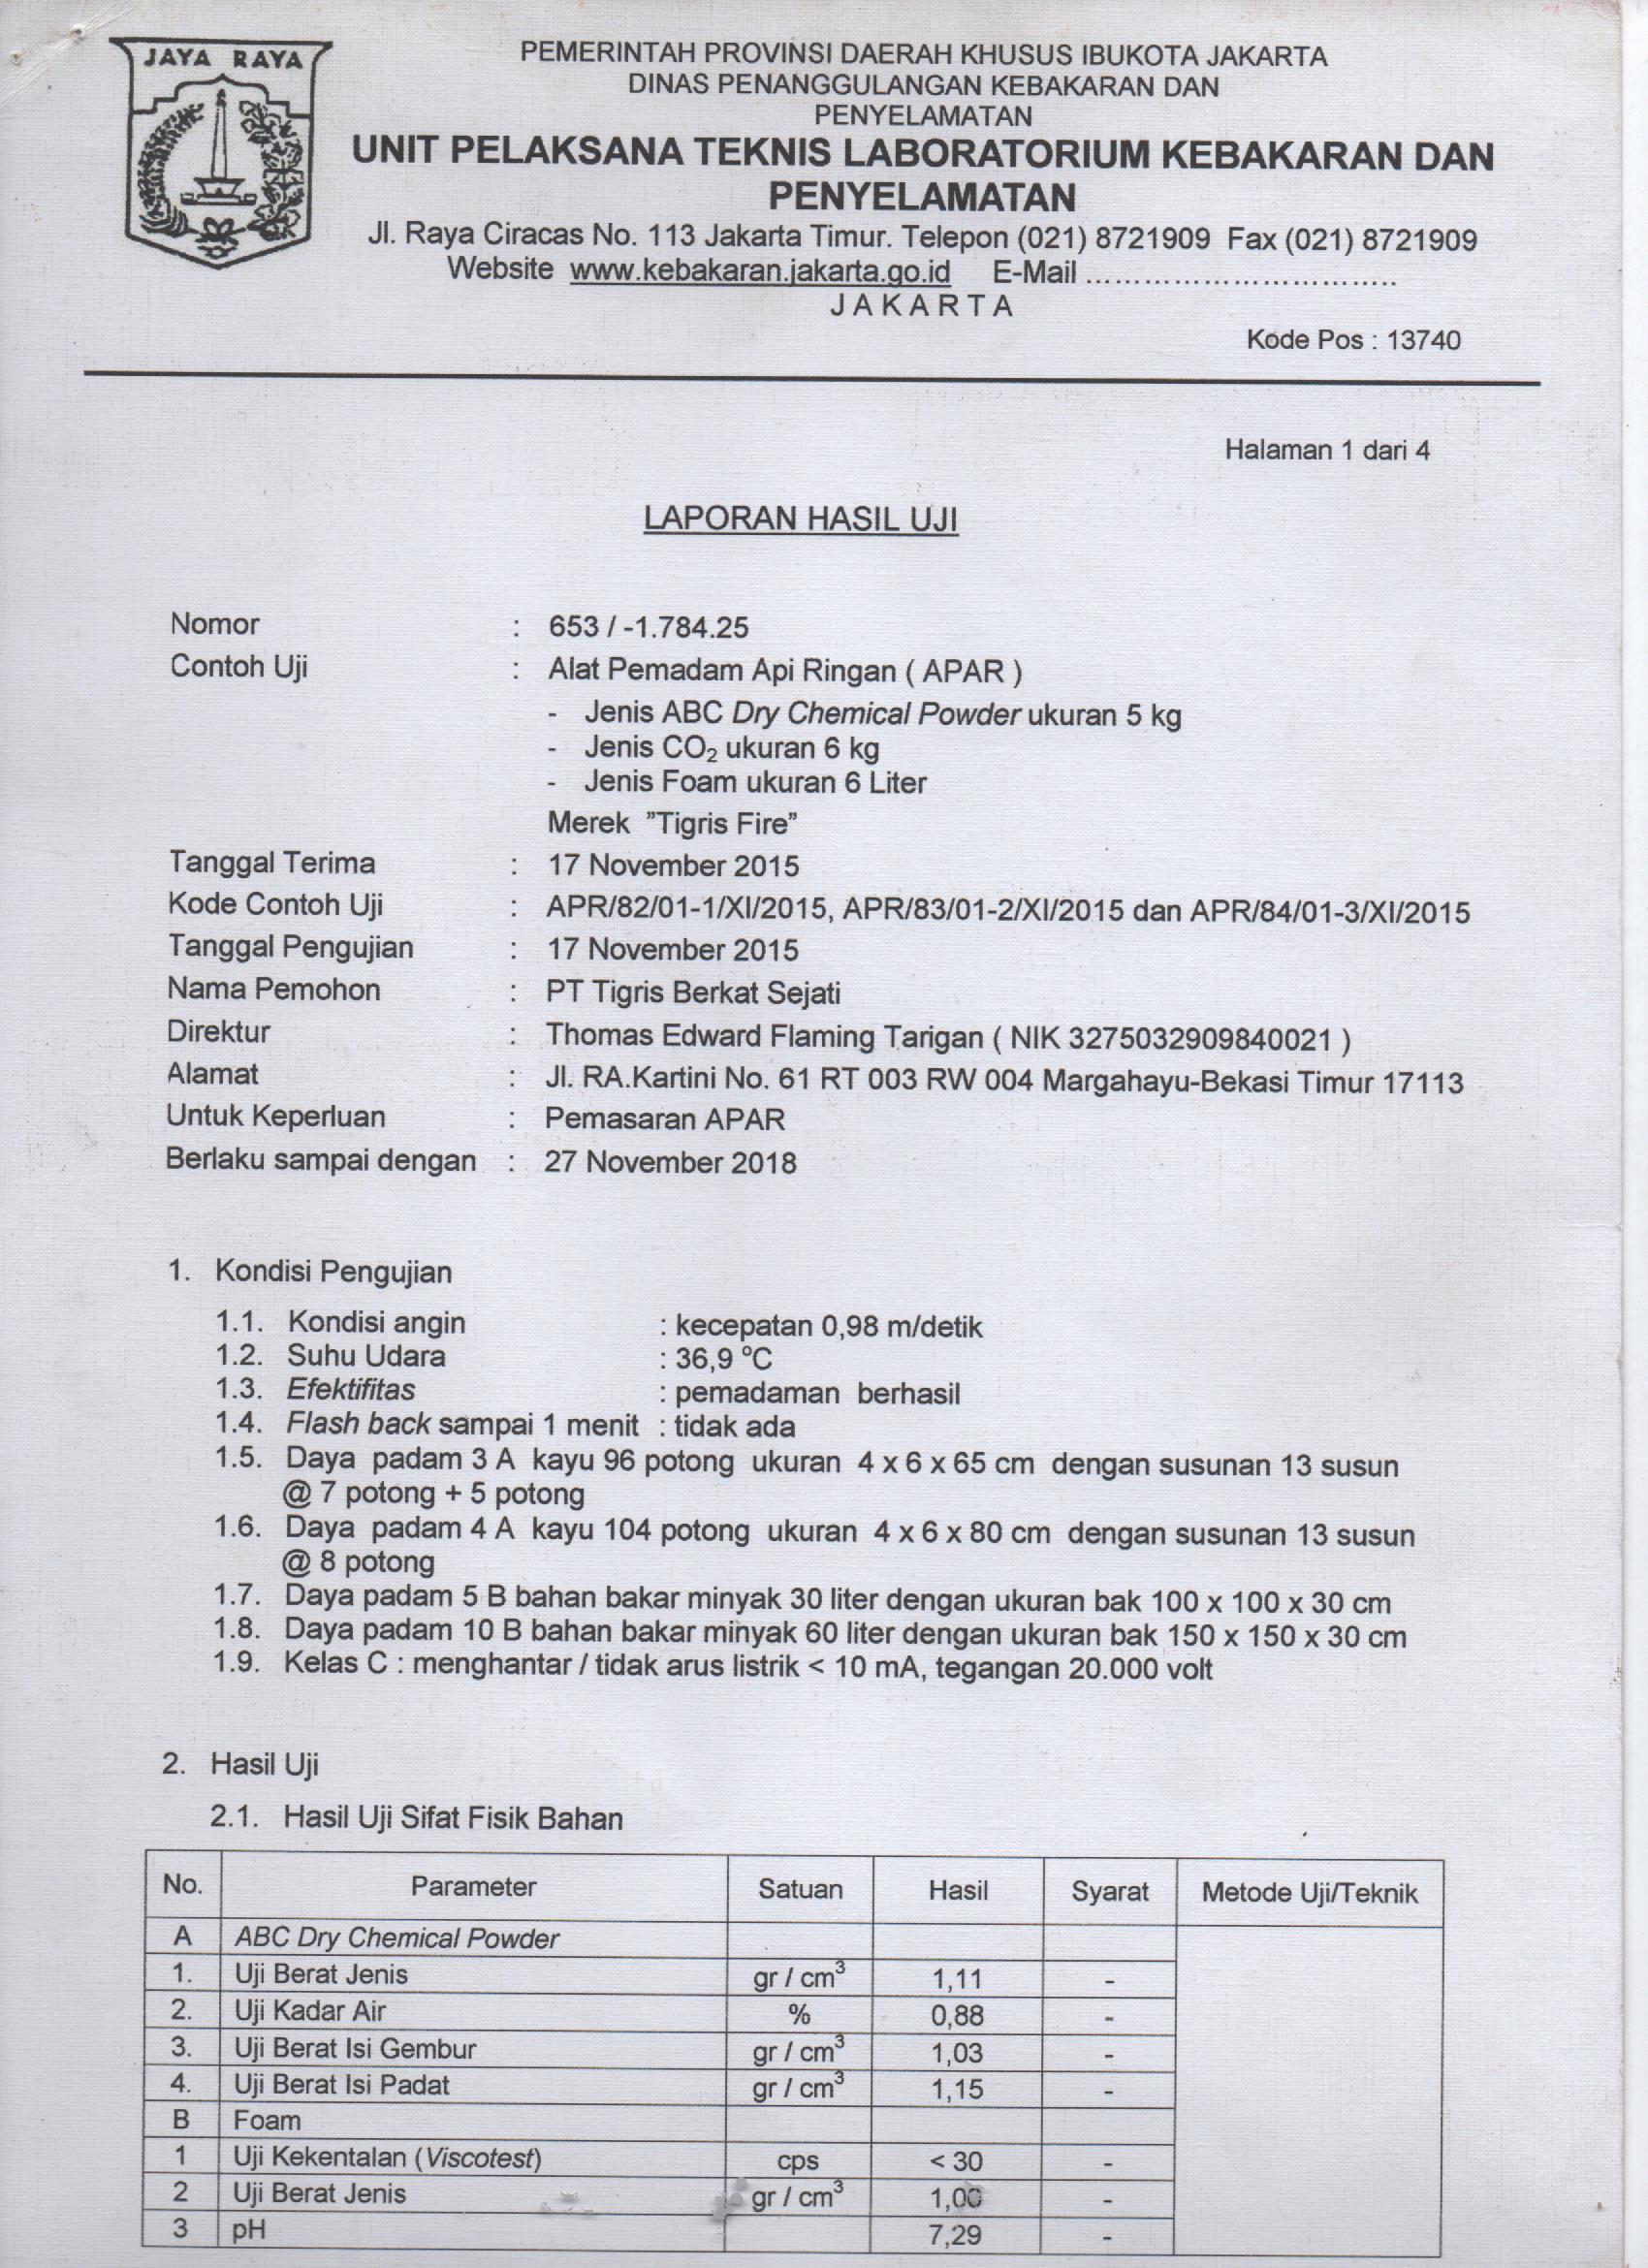 JAYA RAYA
PEMERINTAH PROVINSI DAERAH KHUSUS IBUKOTA JAKARTA
DINAS PENANGGULANGAN KEBAKARAN DAN
PENYELAMATAN
UNIT PELAKSANA TEKNIS LABORATORIUM KEBAKARAN DAN
PENYELAMATAN
Jl. Raya Ciracas No. 113 Jakarta Timur. Telepon (021) 8721909 Fax (021) 8721909
Website www.kebakaran.jakarta.go.id E-Mail ................................
J A K A R T A
Kode Pos : 13740
Halaman 1 dari 4
LAPORAN HASIL UJI
Nomor : 653 / -1.784.25
Contoh Uji : Alat Pemadam Api Ringan ( APAR )
- Jenis ABC Dry Chemical Powder ukuran 5 kg
- Jenis CO₂ ukuran 6 kg
- Jenis Foam ukuran 6 Liter
Merek ”Tigris Fire”
Tanggal Terima : 17 November 2015
Kode Contoh Uji : APR/82/01-1/XI/2015, APR/83/01-2/XI/2015 dan APR/84/01-3/XI/2015
Tanggal Pengujian : 17 November 2015
Nama Pemohon : PT Tigris Berkat Sejati
Direktur : Thomas Edward Flaming Tarigan ( NIK 3275032909840021 )
Alamat : Jl. RA.Kartini No. 61 RT 003 RW 004 Margahayu-Bekasi Timur 17113
Untuk Keperluan : Pemasaran APAR
Berlaku sampai dengan : 27 November 2018
1. Kondisi Pengujian
1.1. Kondisi angin : kecepatan 0,98 m/detik
1.2. Suhu Udara : 36,9 ºC
1.3. Efektifitas : pemadaman berhasil
1.4. Flash back sampai 1 menit : tidak ada
1.5. Daya padam 3 A kayu 96 potong ukuran 4 x 6 x 65 cm dengan susunan 13 susun
@ 7 potong + 5 potong
1.6. Daya padam 4 A kayu 104 potong ukuran 4 x 6 x 80 cm dengan susunan 13 susun
@ 8 potong
1.7. Daya padam 5 B bahan bakar minyak 30 liter dengan ukuran bak 100 x 100 x 30 cm
1.8. Daya padam 10 B bahan bakar minyak 60 liter dengan ukuran bak 150 x 150 x 30 cm
1.9. Kelas C : menghantar / tidak arus listrik < 10 mA, tegangan 20.000 volt
2. Hasil Uji
2.1. Hasil Uji Sifat Fisik Bahan
No. Parameter Satuan Hasil Syarat Metode Uji/Teknik
A ABC Dry Chemical Powder
1. Uji Berat Jenis gr / cm³ 1,11 -
2. Uji Kadar Air % 0,88 -
3. Uji Berat Isi Gembur gr / cm³ 1,03 -
4. Uji Berat Isi Padat gr / cm³ 1,15 -
B Foam
1 Uji Kekentalan (Viscotest) cps < 30 -
2 Uji Berat Jenis gr / cm³ 1,00 -
3 pH 7,29 -